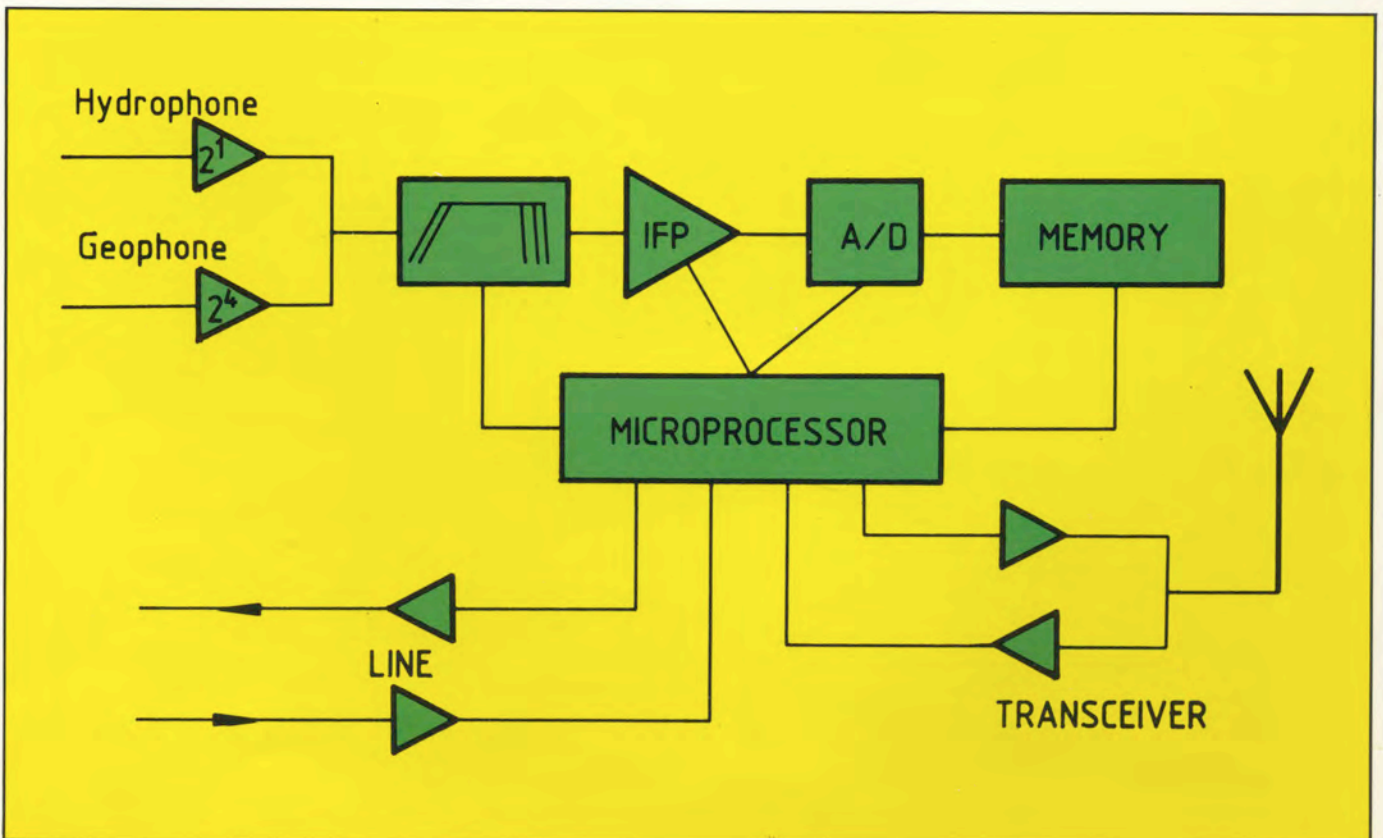 Hydrophone
2¹
Geophone
2⁴
IFP
A/D
MEMORY
MICROPROCESSOR
LINE
TRANSCEIVER